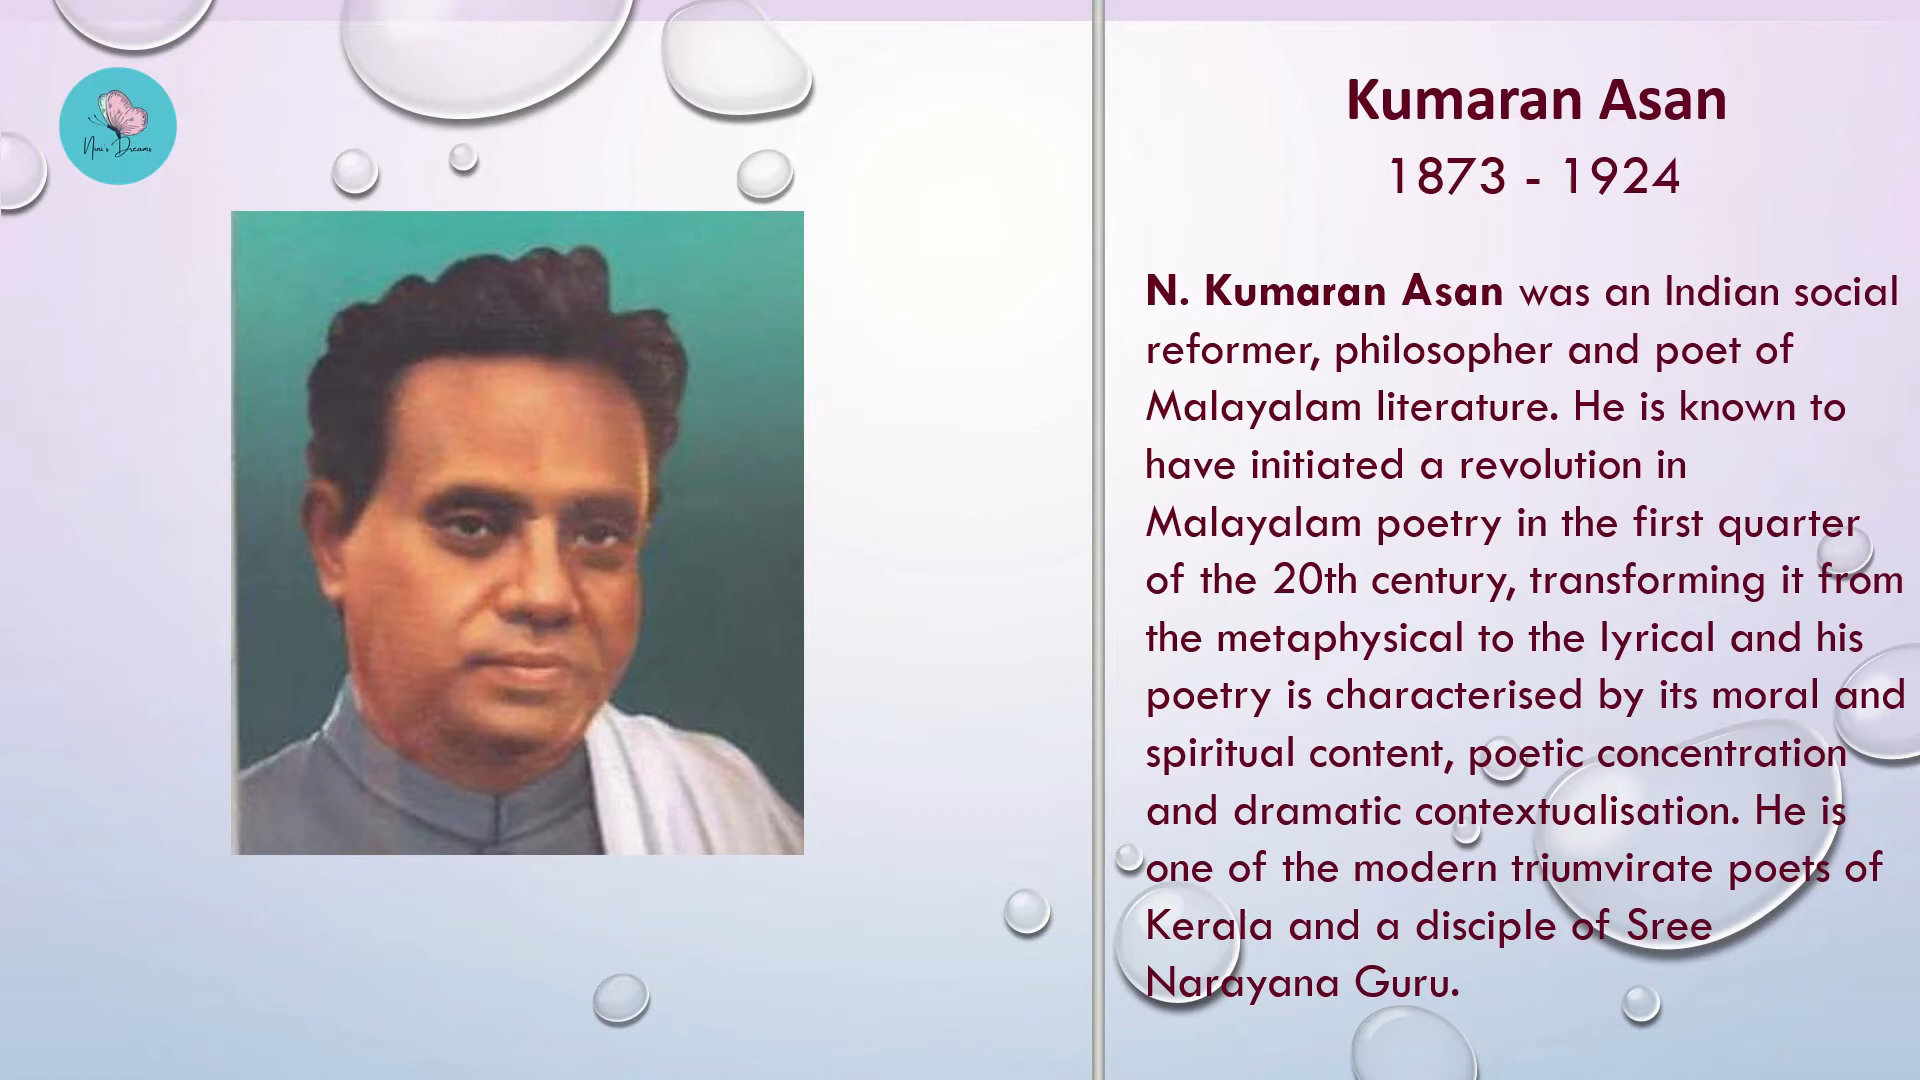 Nini's Dreams
Kumaran Asan
1873 - 1924
N. Kumaran Asan was an Indian social
reformer, philosopher and poet of
Malayalam literature. He is known to
have initiated a revolution in
Malayalam poetry in the first quarter
of the 20th century, transforming it from
the metaphysical to the lyrical and his
poetry is characterised by its moral and
spiritual content, poetic concentration
and dramatic contextualisation. He is
one of the modern triumvirate poets of
Kerala and a disciple of Sree
Narayana Guru.